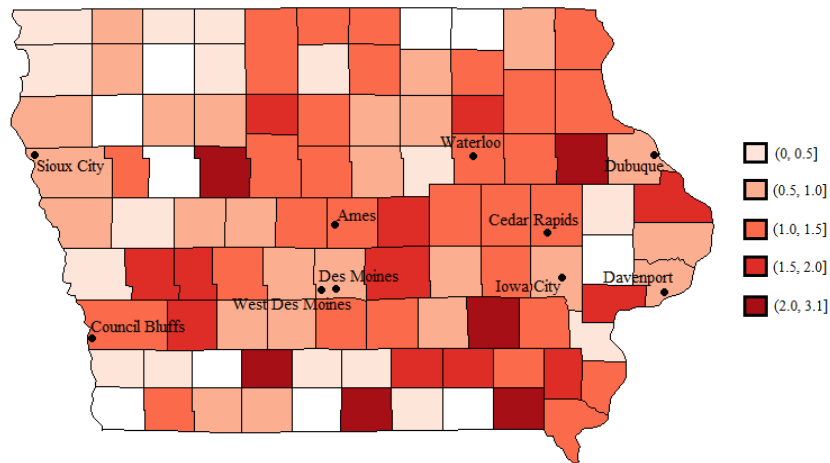 Waterloo
Sioux City
Dubuque
Ames
Cedar Rapids
Des Moines
Iowa City
Davenport
West Des Moines
Council Bluffs
(0, 0.5]
(0.5, 1.0]
(1.0, 1.5]
(1.5, 2.0]
(2.0, 3.1]